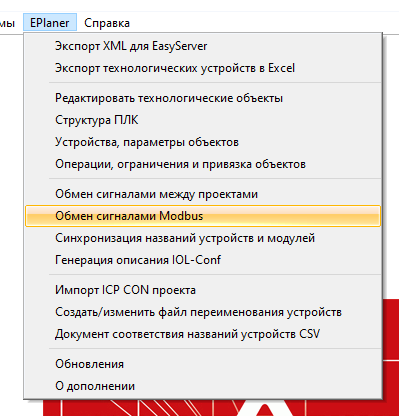 мы EPlaner Справка
Экспорт XML для EasyServer
Экспорт технологических устройств в Excel
Редактировать технологические объекты
Структура ПЛК
Устройства, параметры объектов
Операции, ограничения и привязка объектов
Обмен сигналами между проектами
Обмен сигналами Modbus
Синхронизация названий устройств и модулей
Генерация описания IOL-Conf
Импорт ICP CON проекта
Создать/изменить файл переименования устройств
Документ соответствия названий устройств CSV
Обновления
О дополнении